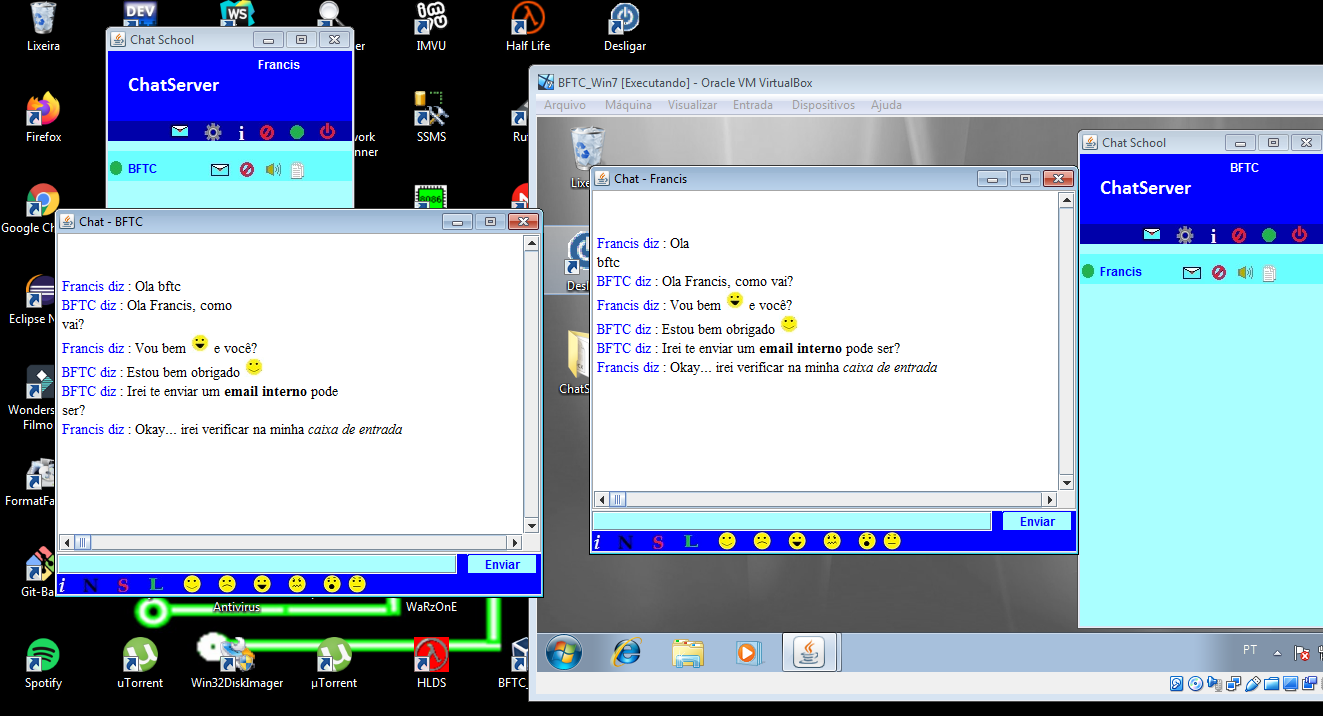 Lixeira
DEV
WS
IMVU
Half Life
Desligar
Chat School
Francis
ChatServer
i
BFTC
Firefox
SSMS
Google Ch
8086
Eclipse N
Wonders
Filmo
FormatFa
Git-Ba
Chat - BFTC
Francis diz : Ola bftc
BFTC diz : Ola Francis, como
vai?
Francis diz : Vou bem e você?
BFTC diz : Estou bem obrigado
BFTC diz : Irei te enviar um email interno pode
ser?
Francis diz : Okay... irei verificar na minha caixa de entrada
Enviar
i N S L
Antivirus
WaRzOnE
Spotify
uTorrent
Win32DiskImager
µTorrent
HLDS
BFTC_
BFTC_Win7 [Executando] - Oracle VM VirtualBox
Arquivo Máquina Visualizar Entrada Dispositivos Ajuda
Lixe
Desl
ChatS
Chat - Francis
Francis diz : Ola
bftc
BFTC diz : Ola Francis, como vai?
Francis diz : Vou bem e você?
BFTC diz : Estou bem obrigado
BFTC diz : Irei te enviar um email interno pode ser?
Francis diz : Okay... irei verificar na minha caixa de entrada
Enviar
i N S L
Chat School
BFTC
ChatServer
i
Francis
PT